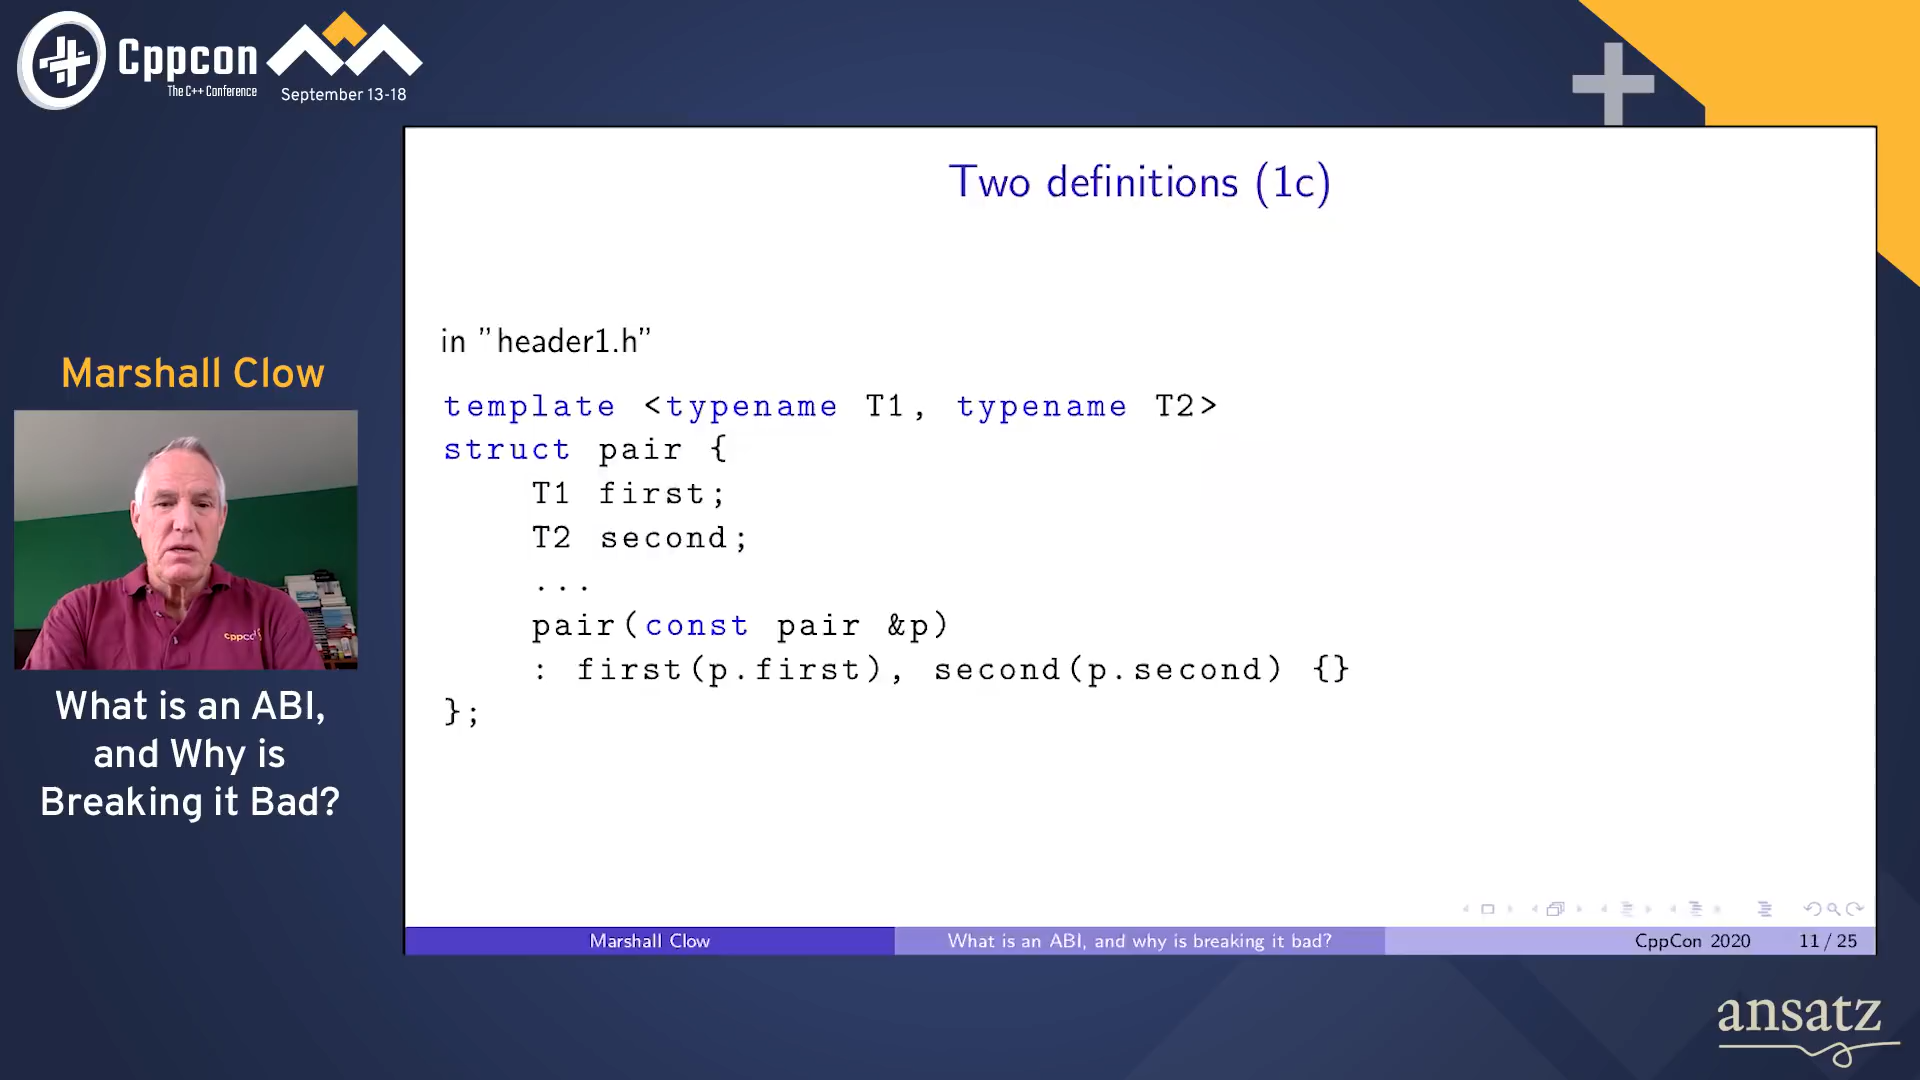 Cppcon
The C++ Conference
September 13-18
Marshall Clow
cppcon
What is an ABI,
and Why is
Breaking it Bad?
Two definitions (1c)
in "header1.h"
template <typename T1, typename T2>
struct pair {
T1 first;
T2 second;
...
pair(const pair &p)
: first(p.first), second(p.second) {}
};
Marshall Clow
What is an ABI, and why is breaking it bad?
CppCon 2020
11 / 25
ansatz